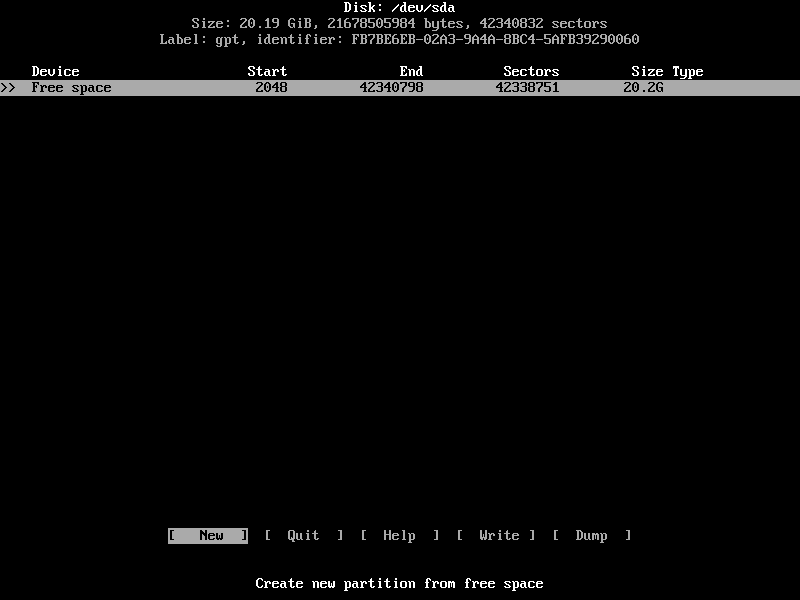 Disk: /dev/sda
Size: 20.19 GiB, 21678505984 bytes, 42340832 sectors
Label: gpt, identifier: FB7BE6EB-02A3-9A4A-8BC4-5AFB39290060
Device Start End Sectors Size Type
>> Free space 2048 42340798 42338751 20.2G
[ New ] [ Quit ] [ Help ] [ Write ] [ Dump ]
Create new partition from free space